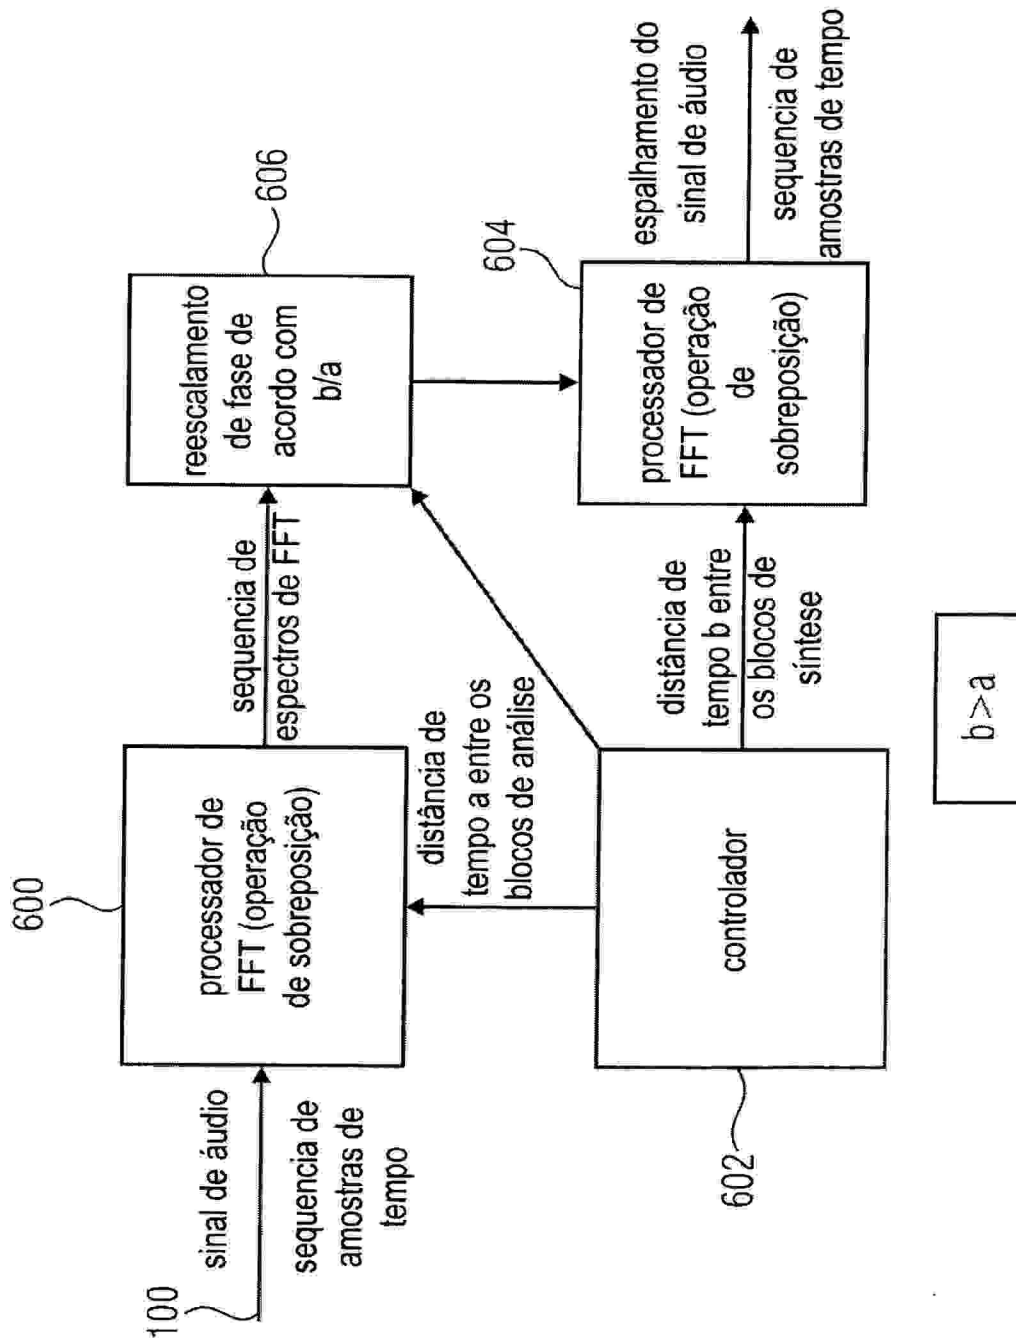 100
sinal de áudio
sequencia de
amostras de
tempo
600
processador de
FFT (operação
de sobreposição)
sequencia de
espectros de FFT
606
reescalamento
de fase de
acordo com
b/a
distância de
tempo a entre os
blocos de análise
602
controlador
distância de
tempo b entre
os blocos de
síntese
604
processador de
FFT (operação
de
sobreposição)
espalhamento do
sinal de áudio
sequencia de
amostras de tempo
b>a